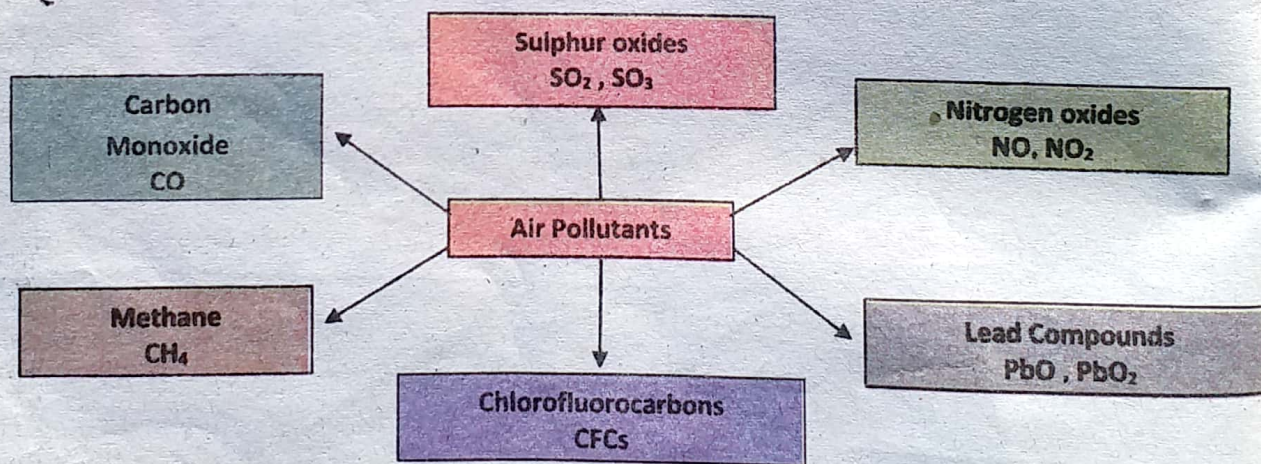 Sulphur oxides
SO₂ , SO₃
Carbon
Monoxide
CO
Nitrogen oxides
NO, NO₂
Air Pollutants
Methane
CH₄
Lead Compounds
PbO , PbO₂
Chlorofluorocarbons
CFCs